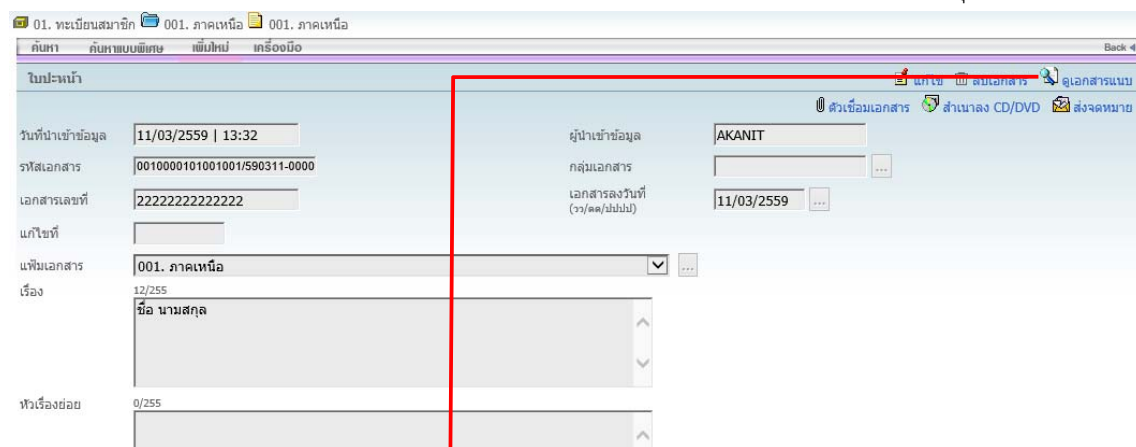 01. ทะเบียนสมาชิก 001. ภาคเหนือ 001. ภาคเหนือ
ค้นหา ค้นหาแบบพิเศษ เพิ่มใหม่ เครื่องมือ Back
ใบปะหน้า แก้ไข ลบเอกสาร ดูเอกสารแนบ
ตัวเชื่อมเอกสาร สำเนาลง CD/DVD ส่งจดหมาย
วันที่นำเข้าข้อมูล 11/03/2559 | 13:32 ผู้นำเข้าข้อมูล AKANIT
รหัสเอกสาร 0010000101001001/590311-0000 กลุ่มเอกสาร ...
เอกสารเลขที่ 22222222222222 เอกสารลงวันที่ 11/03/2559 ...
(วว/ดด/ปปปป)
แก้ไขที่
แฟ้มเอกสาร 001. ภาคเหนือ ...
เรื่อง 12/255
ชื่อ นามสกุล
หัวเรื่องย่อย 0/255